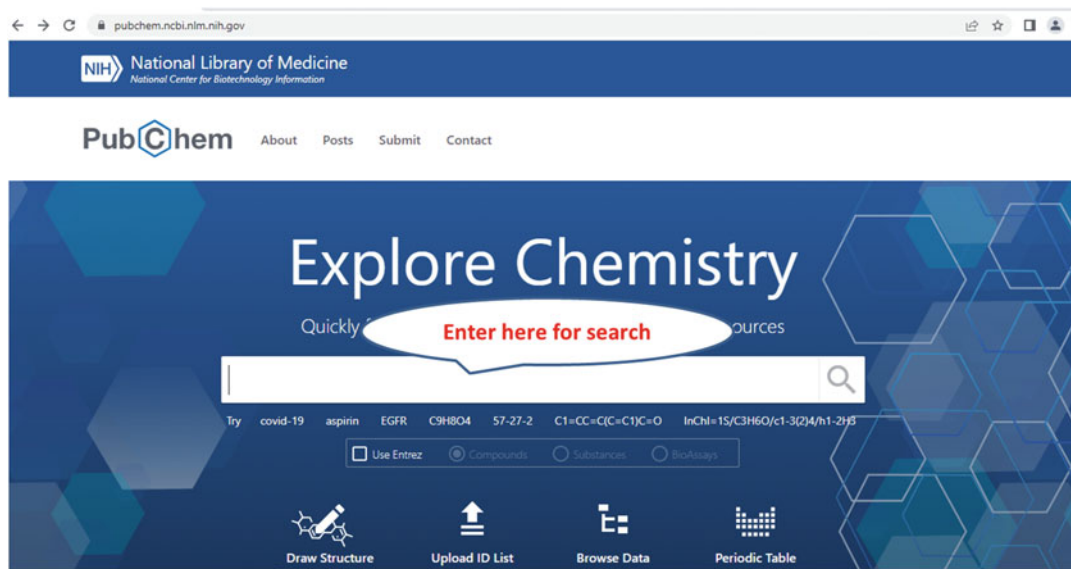 pubchem.ncbi.nlm.nih.gov
NIH National Library of Medicine
National Center for Biotechnology Information
PubChem About Posts Submit Contact
Explore Chemistry
Quickly
Enter here for search
Try covid-19 aspirin EGFR C9H8O4 57-27-2 C1=CC=C(C=C1)C=O InChI=1S/C3H6O/c1-3(2)4/h1-2H3
Use Entrez Compounds Substances BioAssays
Draw Structure Upload ID List Browse Data Periodic Table